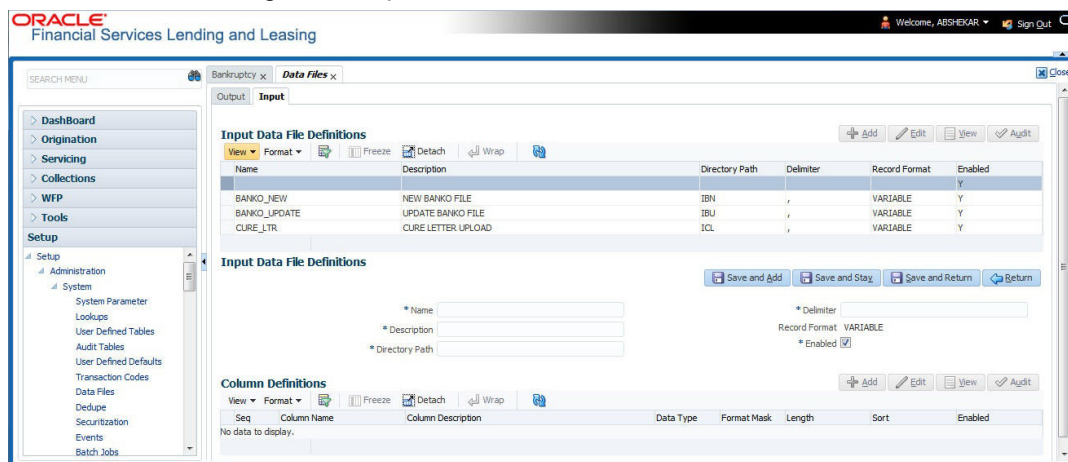 ORACLE
Financial Services Lending and Leasing
Welcome, ABSHEKAR
Sign Out
SEARCH MENU
Bankruptcy x
Data Files x
Close
Output
Input
DashBoard
Origination
Servicing
Collections
WFP
Tools
Setup
Setup
Administration
System
System Parameter
Lookups
User Defined Tables
Audit Tables
User Defined Defaults
Transaction Codes
Data Files
Dedupe
Securitization
Events
Batch Jobs
Input Data File Definitions
Add Edit View Audit
View Format Freeze Detach Wrap
Name Description Directory Path Delimiter Record Format Enabled
Y
BANKO_NEW NEW BANKO FILE IBN , VARIABLE Y
BANKO_UPDATE UPDATE BANKO FILE IBU , VARIABLE Y
CURE_LTR CURE LETTER UPLOAD ICL , VARIABLE Y
Input Data File Definitions
Save and Add Save and Stay Save and Return Return
* Name
* Description
* Directory Path
* Delimiter
Record Format VARIABLE
* Enabled
Column Definitions
Add Edit View Audit
View Format Freeze Detach Wrap
Seq Column Name Column Description Data Type Format Mask Length Sort Enabled
No data to display.